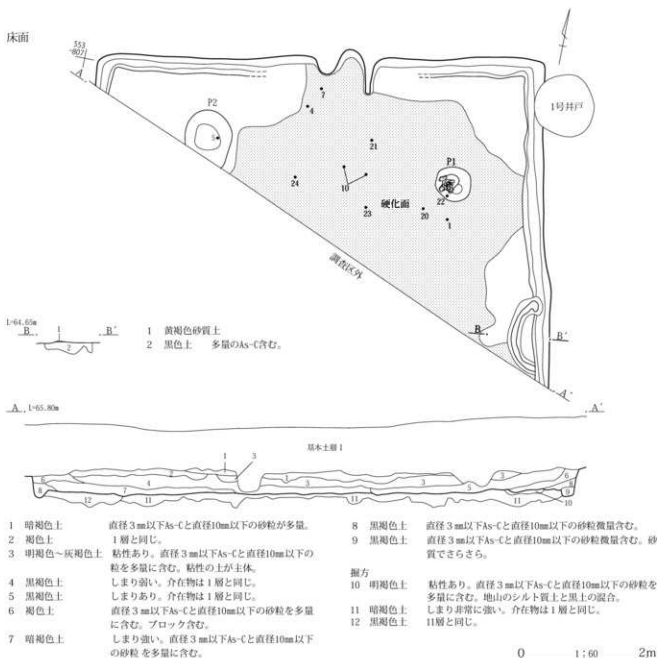 床面
553
-807
A
P2
5
7
4
21
24
10
P1
22
23
硬化面
20
1
1号井戸
調査区外
B
B′
A′
L=64.65m
B
B′
1
2
1 黄褐色砂質土
2 黒色土 多量のAs-C含む。
A
L=65.80m
A′
基本土層Ⅰ
1 暗褐色土 直径3㎜以下As-Cと直径10㎜以下の砂粒が多量。
2 褐色土 1層と同じ。
3 明褐色~灰褐色土 粘性あり。直径3㎜以下As-Cと直径10㎜以下の
粒を多量に含む。粘性の土が主体。
4 黒褐色土 しまり弱い。介在物は1層と同じ。
5 黒褐色土 しまりあり。介在物は1層と同じ。
6 褐色土 直径3㎜以下As-Cと直径10㎜以下の砂粒を多量
に含む。ブロック含む。
7 暗褐色土 しまり強い。直径3㎜以下As-Cと直径10㎜以下
の砂粒 を多量に含む。
8 黒褐色土 直径3㎜以下As-Cと直径10㎜以下の砂粒微量含む。
9 黒褐色土 直径3㎜以下As-Cと直径10㎜以下の砂粒微量含む。砂
質でさらさら。
掘方
10 明褐色土 粘性あり。直径3㎜以下As-Cと直径10㎜以下の砂粒を
多量に含む。地山のシルト質土と黒土の混合。
11 暗褐色土 しまり非常に強い。介在物は1層と同じ。
12 黒褐色土 11層と同じ。
0 1:60 2m